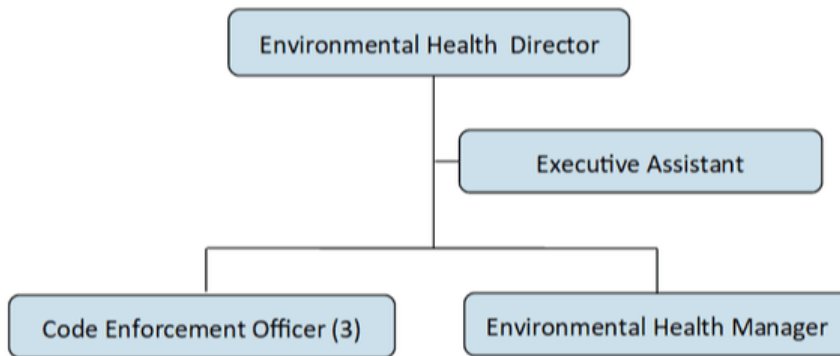 Environmental Health Director
Executive Assistant
Code Enforcement Officer (3)
Environmental Health Manager